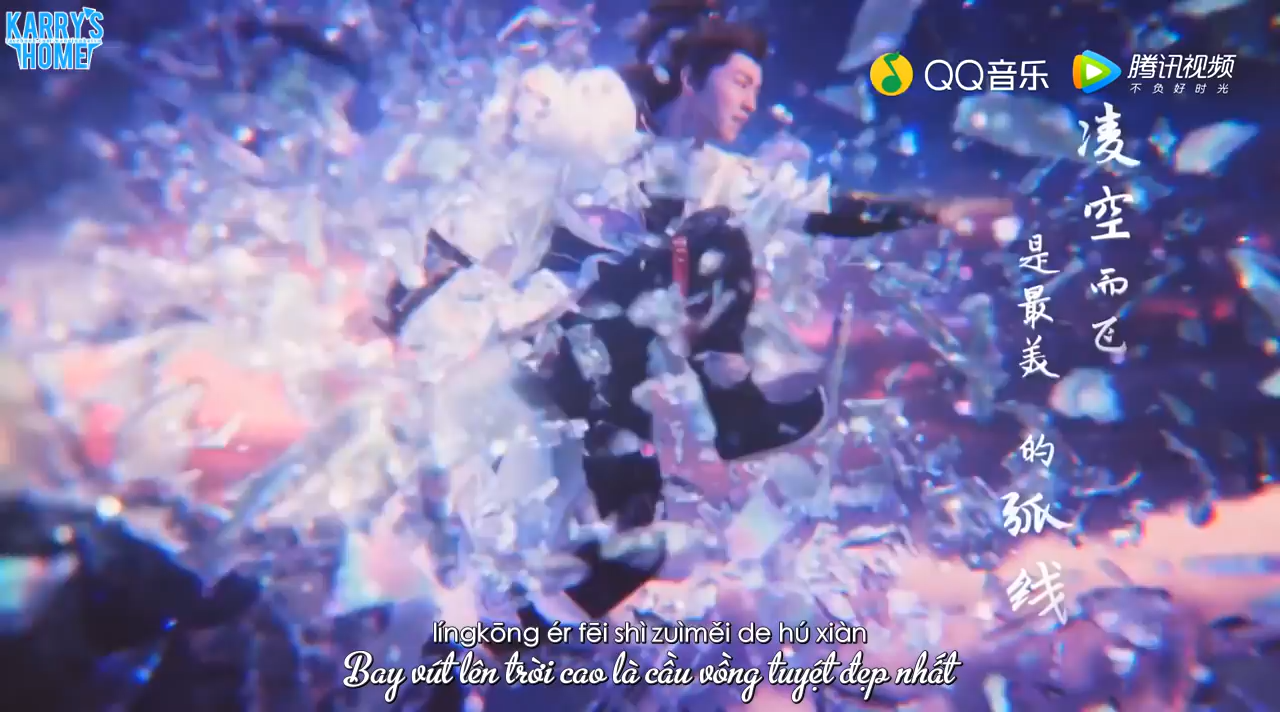 KARRY'S
HOME
QQ音乐
腾讯视频
不负好时光
凌空而飞
是最美的弧线
língkōng ér fēi shì zuìměi de hú xiàn
Bay vút lên trời cao là cầu vồng tuyệt đẹp nhất